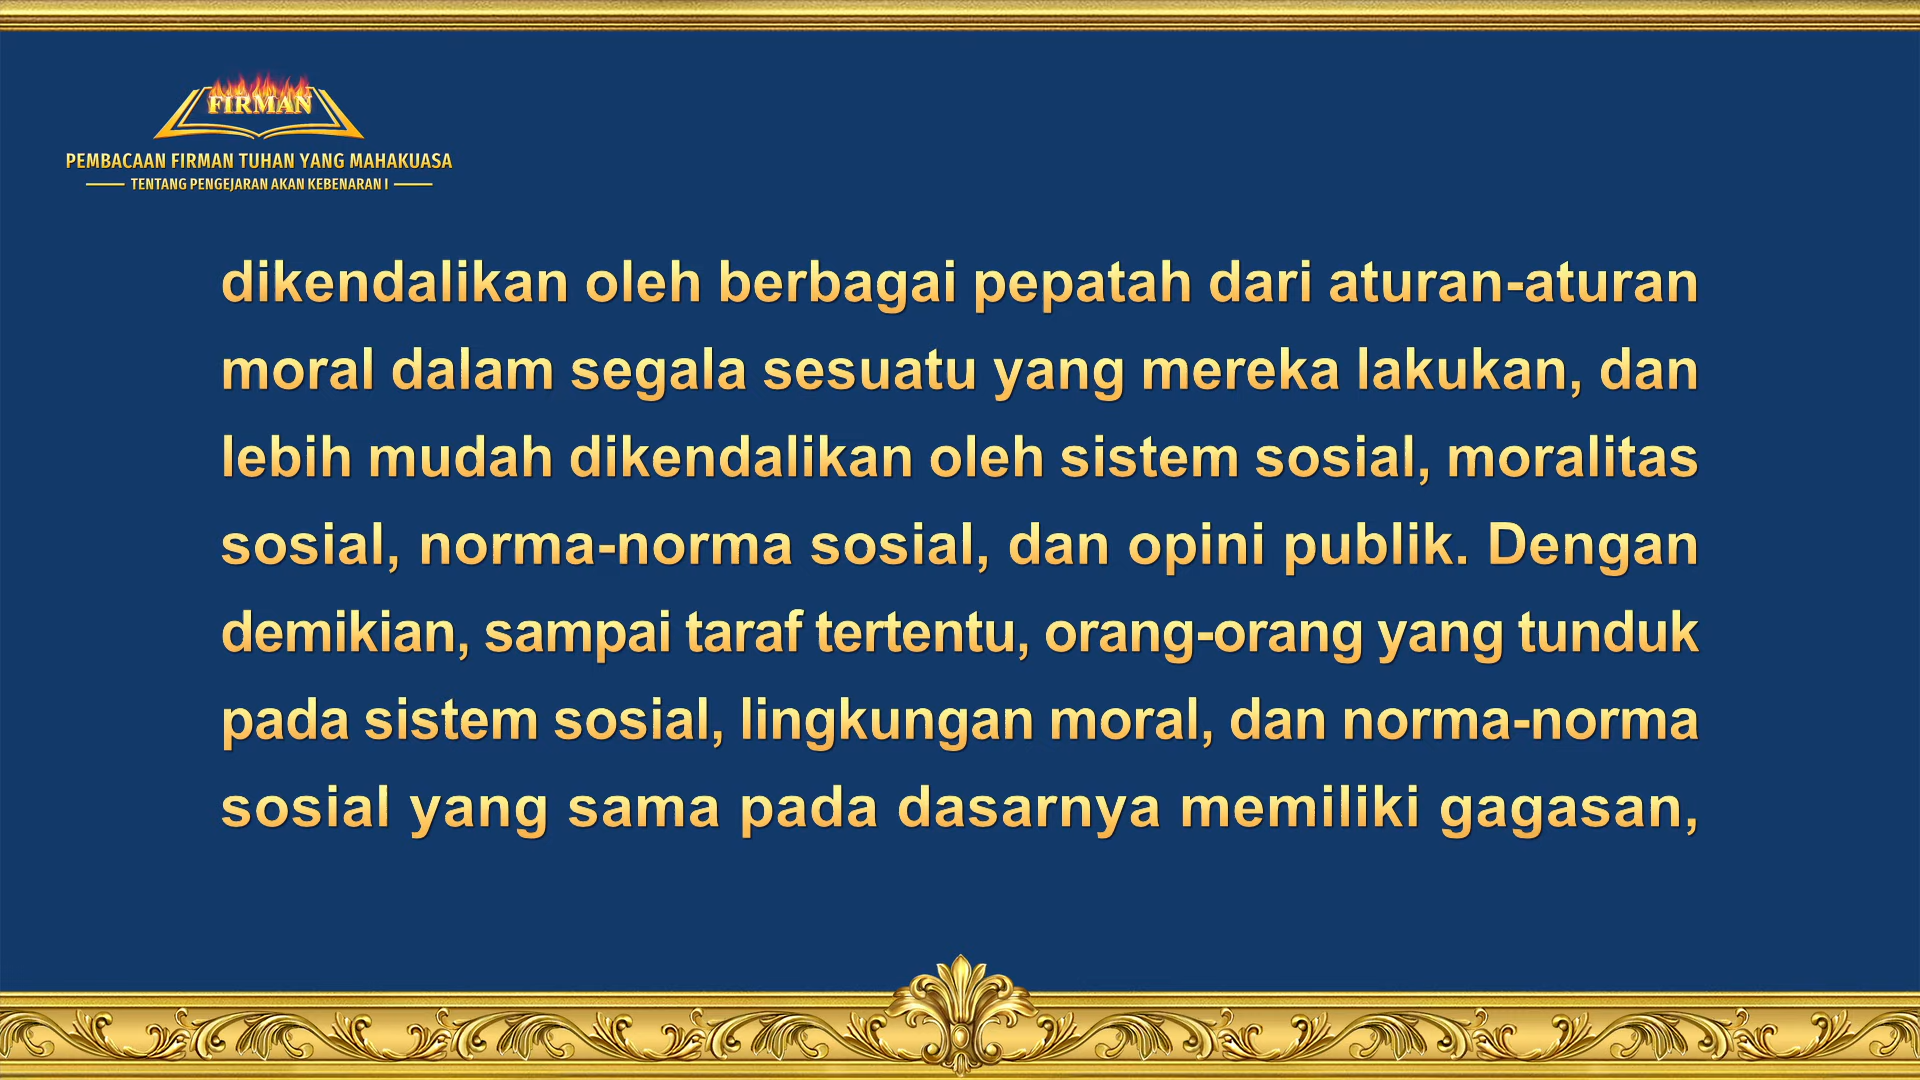 FIRMAN
PEMBACAAN FIRMAN TUHAN YANG MAHAKUASA
TENTANG PENGEJARAN AKAN KEBENARAN I
dikendalikan oleh berbagai pepatah dari aturan-aturan
moral dalam segala sesuatu yang mereka lakukan, dan
lebih mudah dikendalikan oleh sistem sosial, moralitas
sosial, norma-norma sosial, dan opini publik. Dengan
demikian, sampai taraf tertentu, orang-orang yang tunduk
pada sistem sosial, lingkungan moral, dan norma-norma
sosial yang sama pada dasarnya memiliki gagasan,